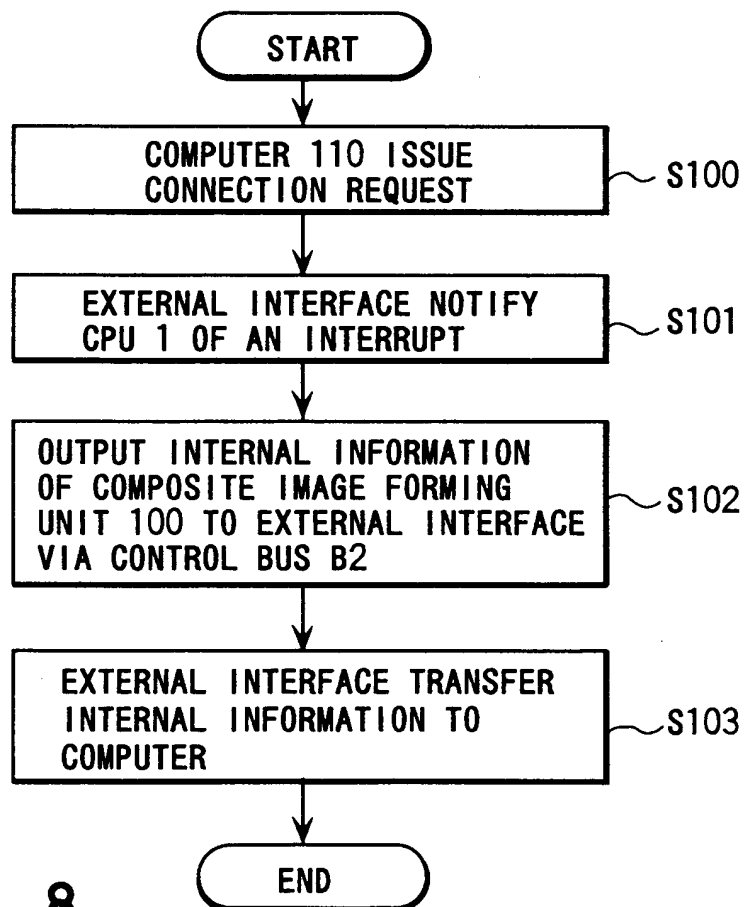 START
COMPUTER 110 ISSUE
CONNECTION REQUEST
S100
EXTERNAL INTERFACE NOTIFY
CPU 1 OF AN INTERRUPT
S101
OUTPUT INTERNAL INFORMATION
OF COMPOSITE IMAGE FORMING
UNIT 100 TO EXTERNAL INTERFACE
VIA CONTROL BUS B2
S102
EXTERNAL INTERFACE TRANSFER
INTERNAL INFORMATION TO
COMPUTER
S103
END